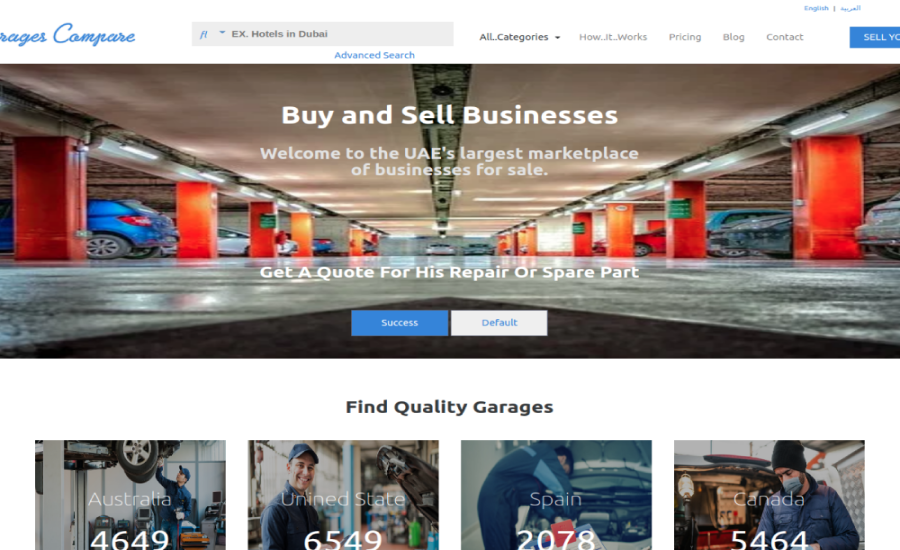 English | العربية
rages Compare
fl EX. Hotels in Dubai
All..Categories
How..It..Works
Pricing
Blog
Contact
SELL YO
Advanced Search
Buy and Sell Businesses
Welcome to the UAE's largest marketplace
of businesses for sale.
Get A Quote For His Repair Or Spare Part
Success
Default
Find Quality Garages
Australia
Unined State
Spain
Canada
4649
6549
2078
5464